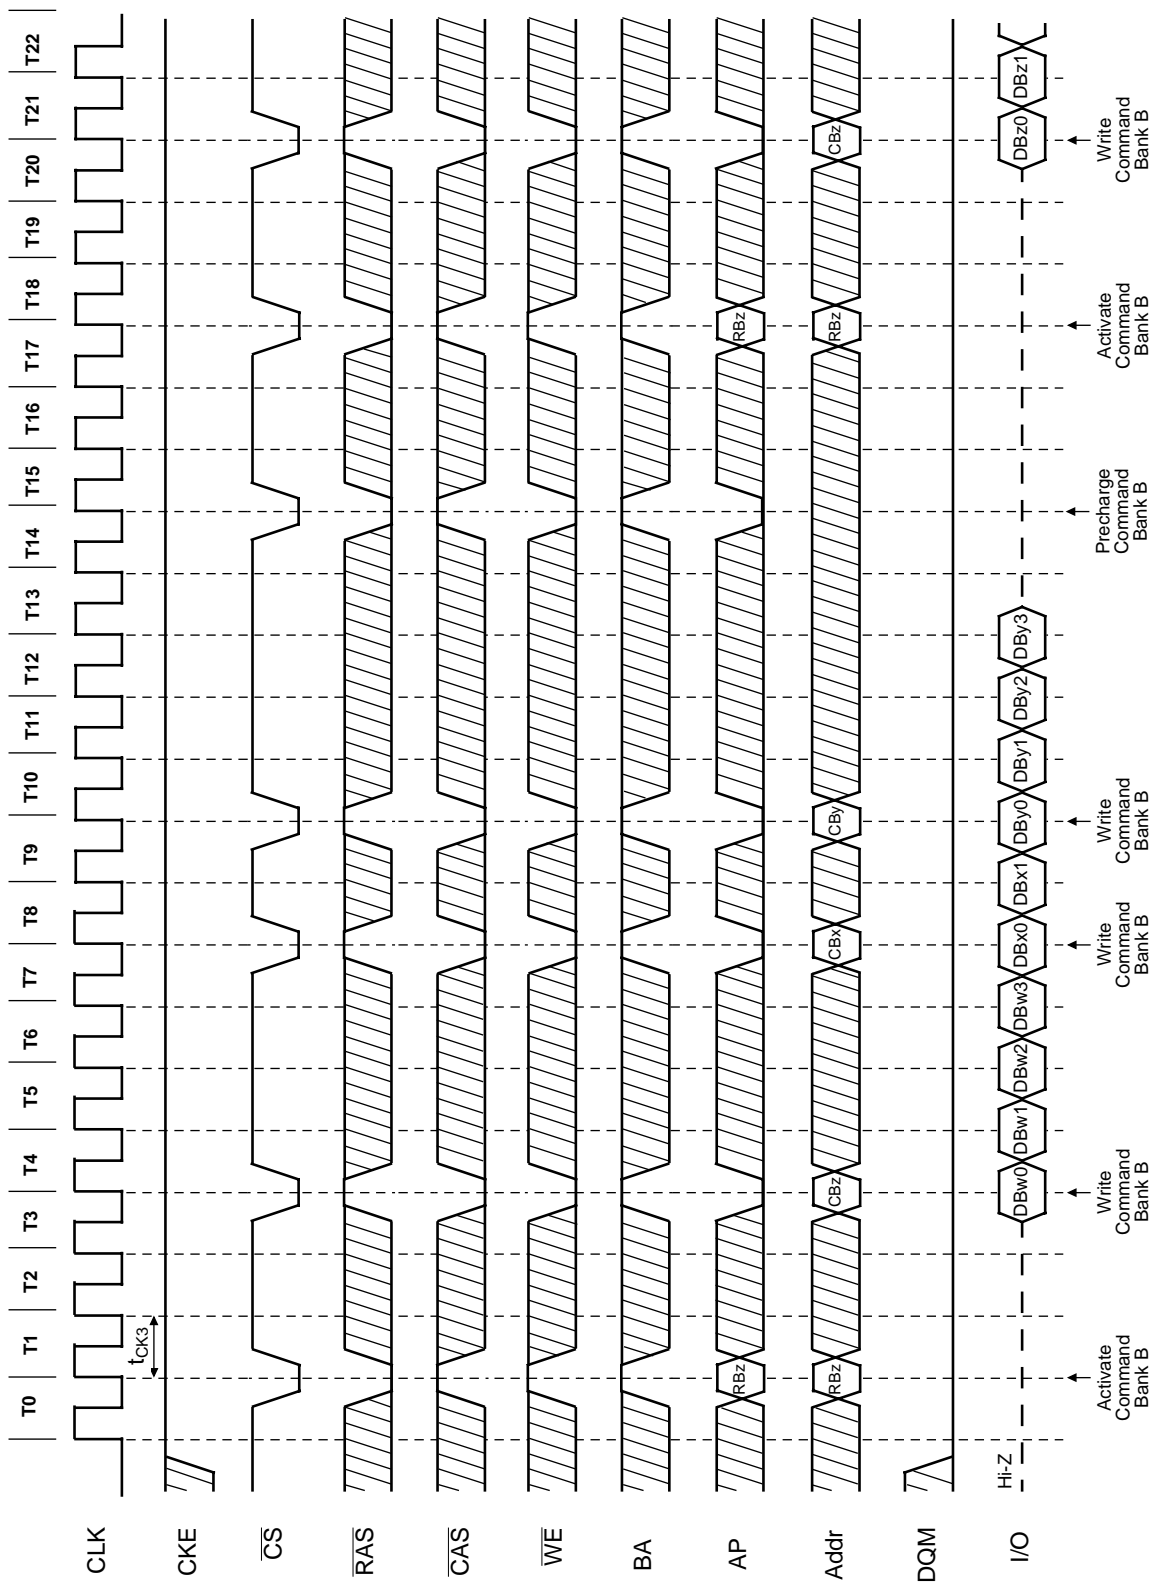 T0 T1 T2 T3 T4 T5 T6 T7 T8 T9 T10 T11 T12 T13 T14 T15 T16 T17 T18 T19 T20 T21 T22
CLK
tCK3
CKE
CS
RAS
CAS
WE
BA
AP RBz RBz
Addr RBz CBz CBx CBy RBz CBz
DQM
I/O Hi-Z DBw0 DBw1 DBw2 DBw3 DBx0 DBx1 DBy0 DBy1 DBy2 DBy3 DBz0 DBz1
Activate
Command
Bank B
Write
Command
Bank B
Write
Command
Bank B
Write
Command
Bank B
Precharge
Command
Bank B
Activate
Command
Bank B
Write
Command
Bank B